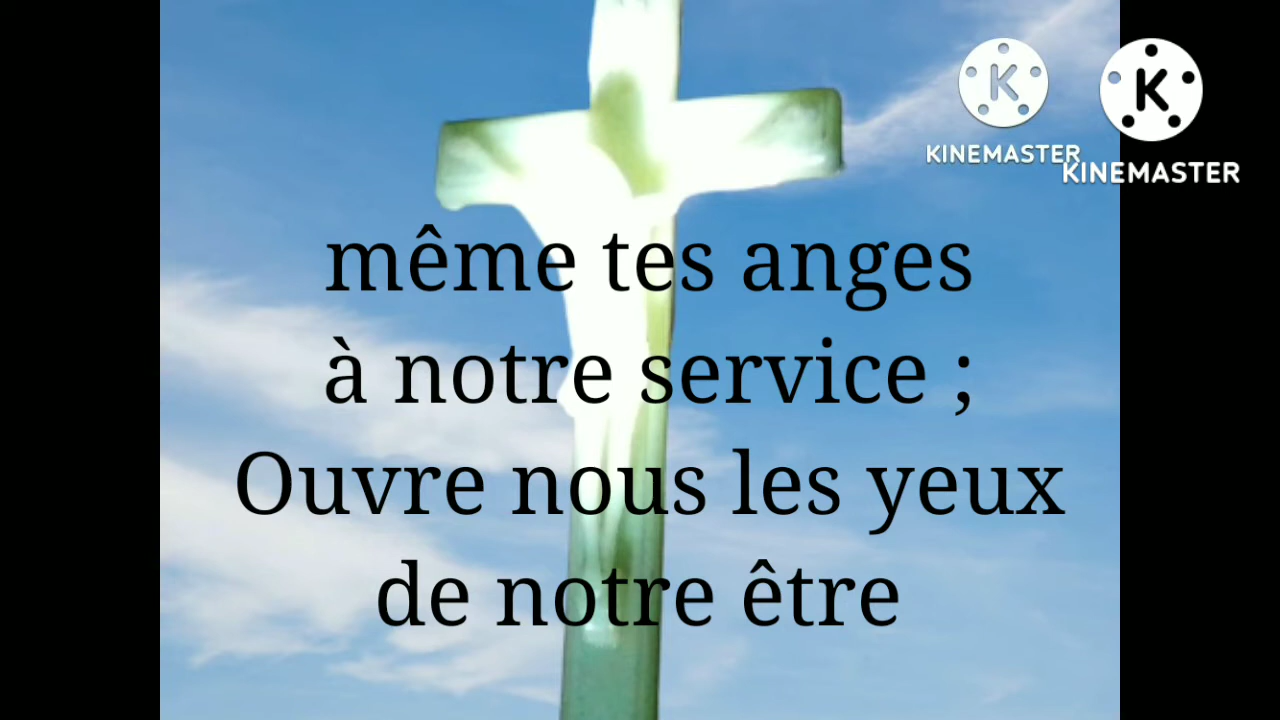 K
KINEMASTER
K
KINEMASTER
même tes anges
à notre service ;
Ouvre nous les yeux
de notre être